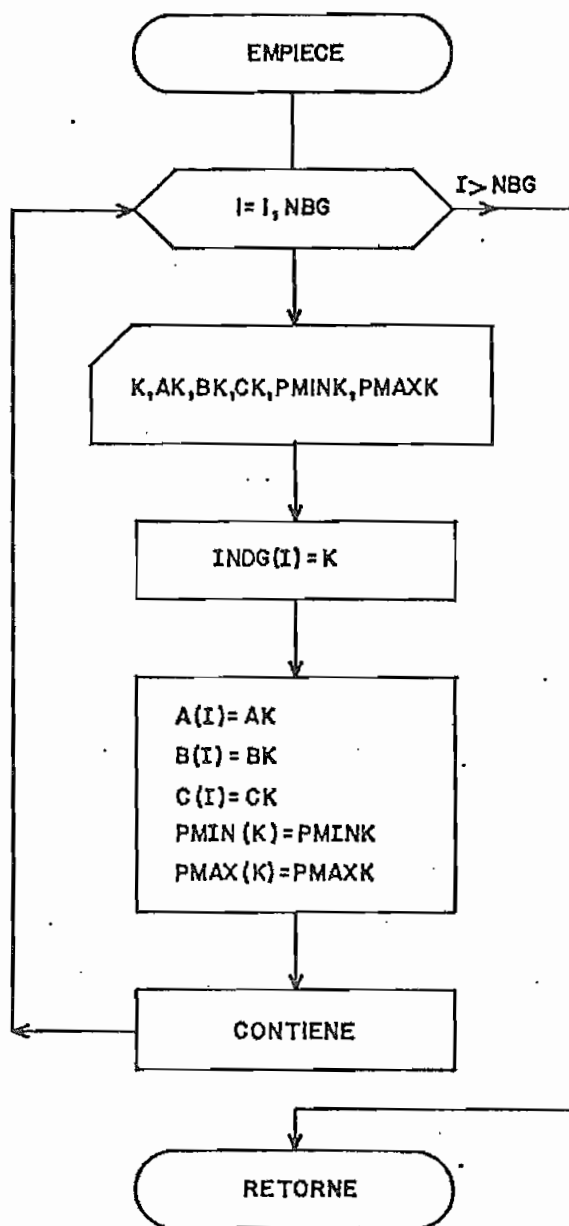 EMPIECE
I>NBG
I=I,NBG
K,AK,BK,CK,PMINK,PMAXK
INDG(I)=K
A(I)=AK
B(I)=BK
C(I)=CK
PMIN(K)=PMINK
PMAX(K)=PMAXK
CONTIENE
RETORNE